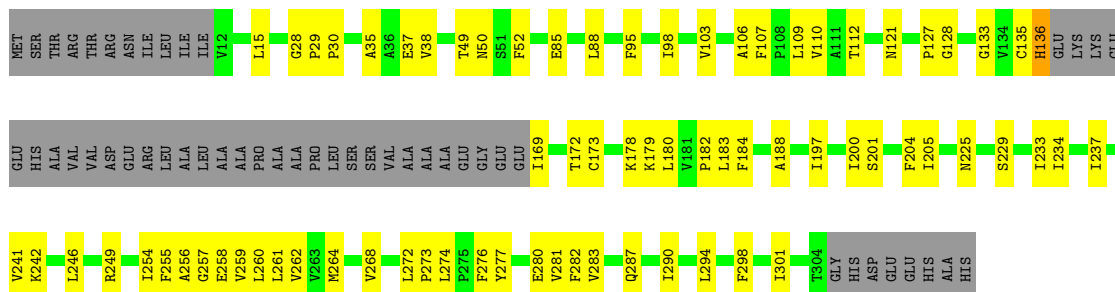 MET SER THR ARG THR ARG ASN ILE LEU ILE ILE V12 L15 G28 P29 P30 A35 A36 E37 V38 T49 N50 S51 F52 E85 L88 F95 I98 V103 A106 F107 P108 L109 V110 A111 T112 N121 P127 G128 G133 V134 C135 H136 GLU LYS LYS GLU
GLU HIS ALA VAL VAL ASP GLU ARG LEU ALA LEU ALA ALA PRO ALA ALA PRO LEU SER SER VAL ALA ALA ALA GLU GLY GLU GLU I169 T172 C173 K178 K179 L180 V181 P182 L183 F184 A188 I197 I200 S201 F204 I205 N225 S229 I233 I234 I237
V241 K242 L246 R249 I254 F255 A256 G257 E258 V259 L260 L261 V262 V263 M264 V268 L272 P273 L274 P275 F276 Y277 E280 V281 F282 V283 Q287 I290 L294 F298 I301 T304 GLY HIS ASP GLU GLU HIS ALA HIS